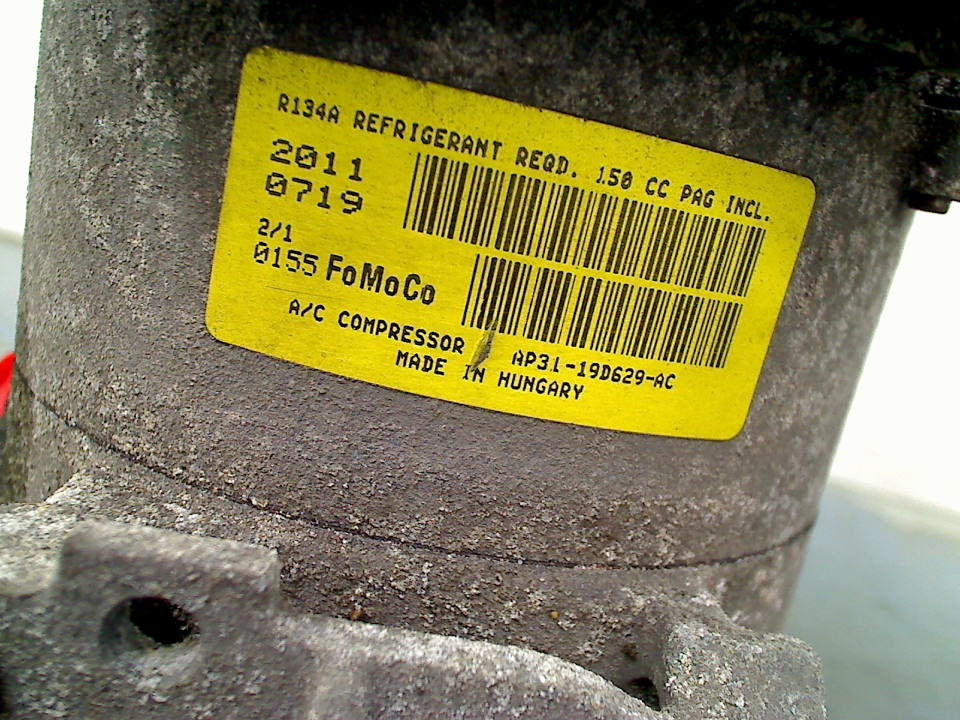 R134A REFRIGERANT REQD. 150 CC PAG INCL.
2011
0719
2/1
0155 FoMoCo
A/C COMPRESSOR AP31-19D629-AC
MADE IN HUNGARY